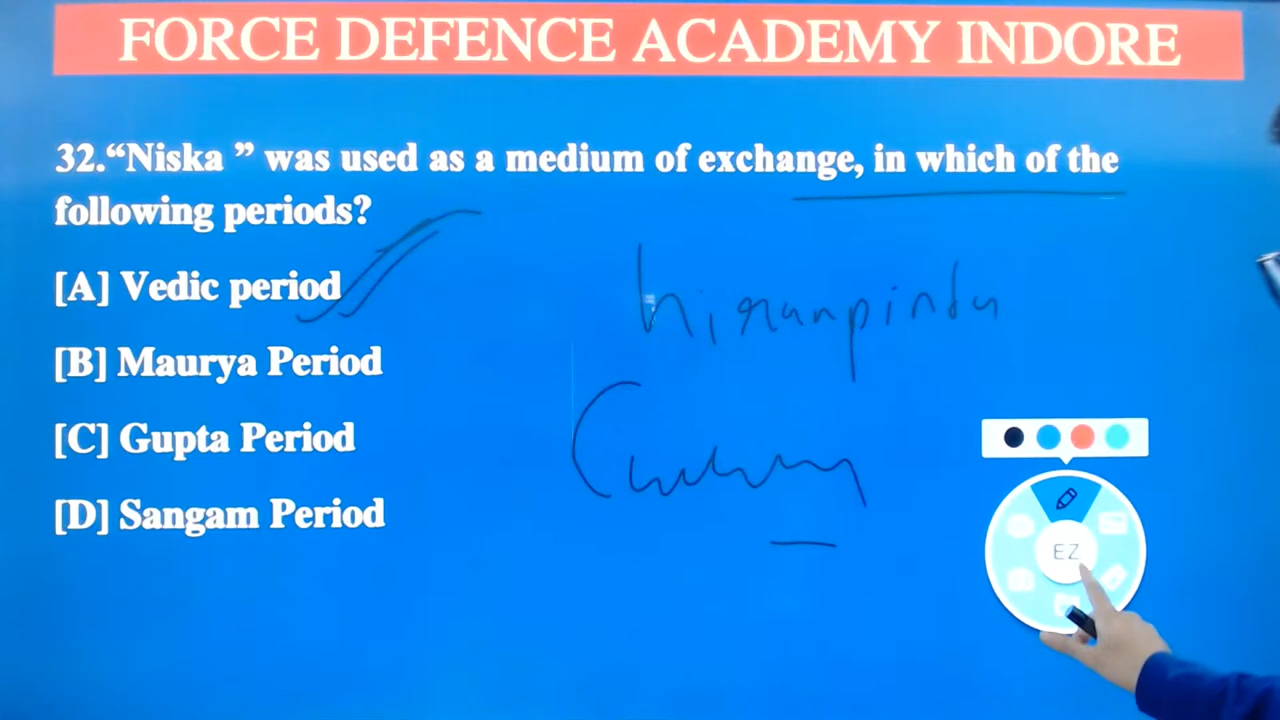 FORCE DEFENCE ACADEMY INDORE
32.“Niska ” was used as a medium of exchange, in which of the
following periods?
[A] Vedic period
[B] Maurya Period
[C] Gupta Period
[D] Sangam Period
EZ